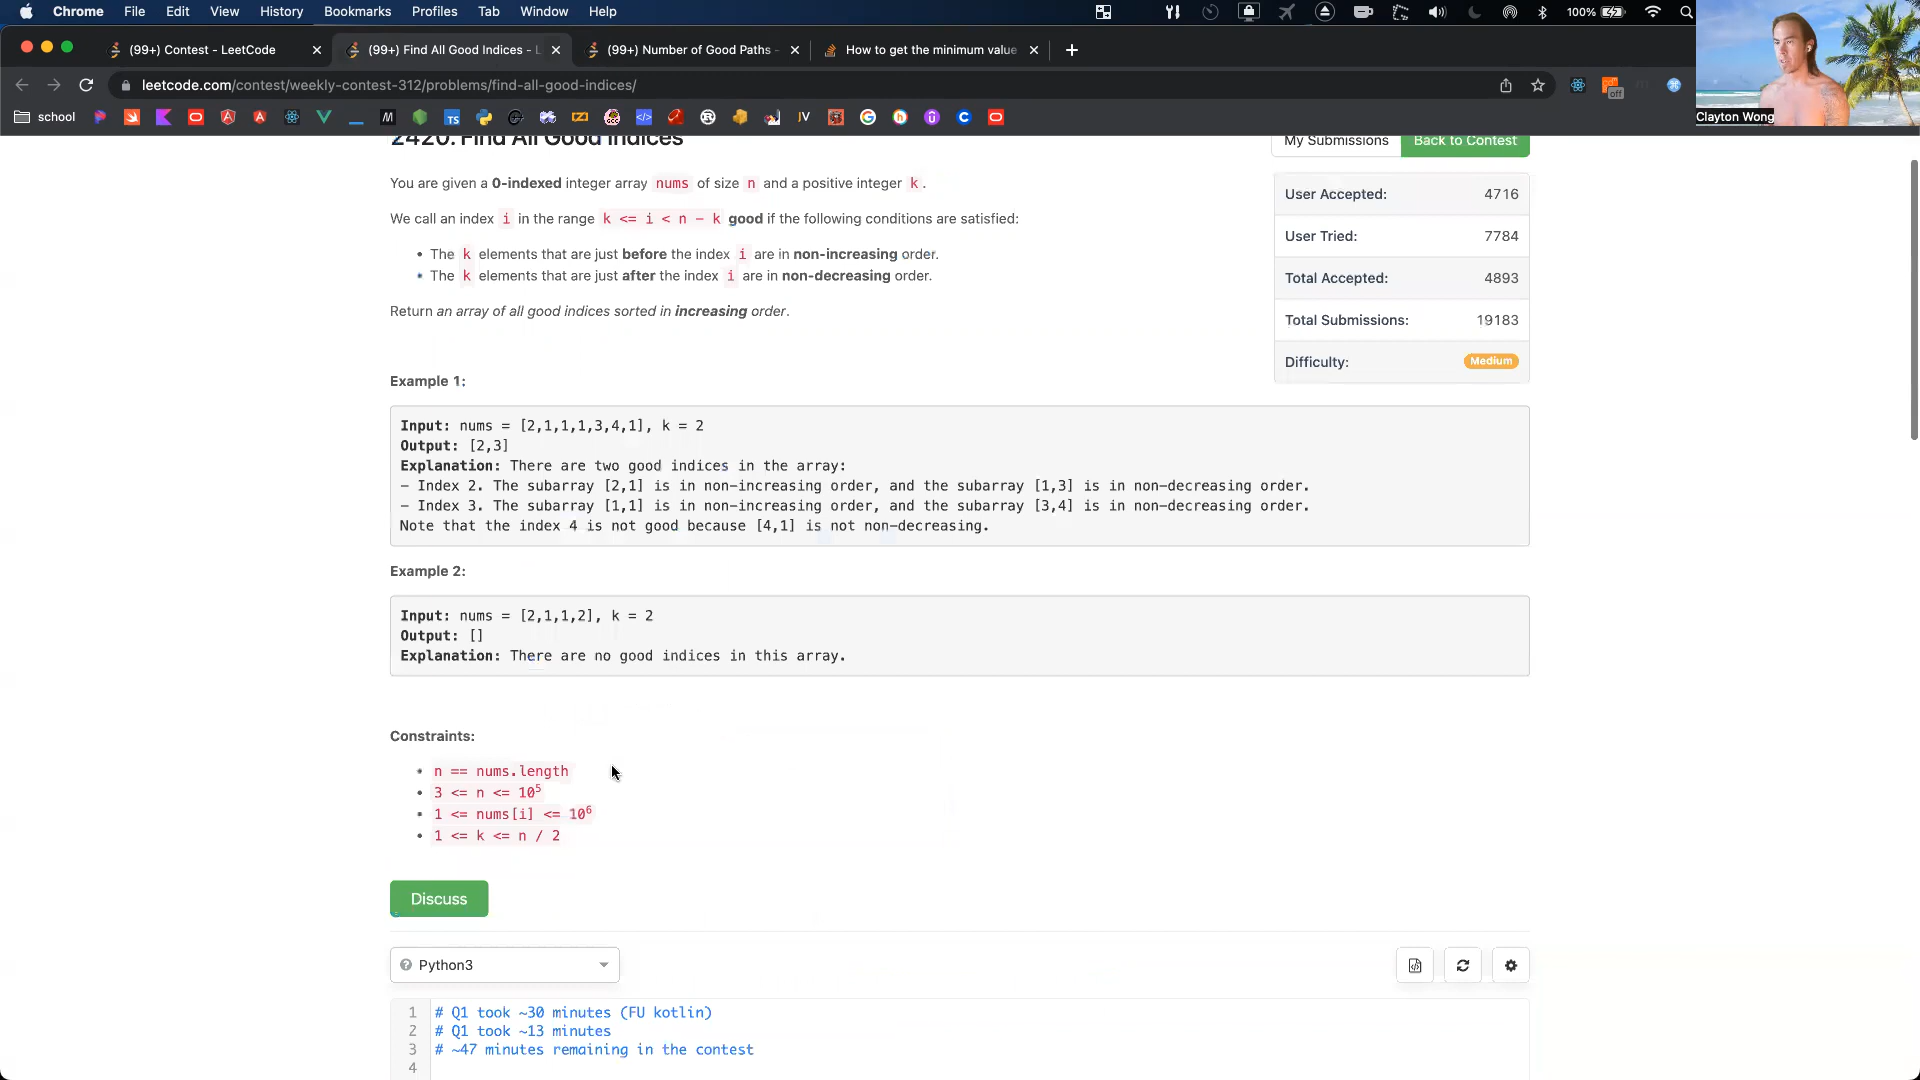 Chrome File Edit View History Bookmarks Profiles Tab Window Help 100%
(99+) Contest - LeetCode
(99+) Find All Good Indices - L
(99+) Number of Good Paths -
How to get the minimum value
leetcode.com/contest/weekly-contest-312/problems/find-all-good-indices/
off
school
TS
JV
Clayton Wong
2420. Find All Good Indices
My Submissions
Back to Contest
You are given a 0-indexed integer array nums of size n and a positive integer k.
We call an index i in the range k <= i < n - k good if the following conditions are satisfied:
• The k elements that are just before the index i are in non-increasing order.
• The k elements that are just after the index i are in non-decreasing order.
Return an array of all good indices sorted in increasing order.
User Accepted: 4716
User Tried: 7784
Total Accepted: 4893
Total Submissions: 19183
Difficulty: Medium
Example 1:
Input: nums = [2,1,1,1,3,4,1], k = 2
Output: [2,3]
Explanation: There are two good indices in the array:
- Index 2. The subarray [2,1] is in non-increasing order, and the subarray [1,3] is in non-decreasing order.
- Index 3. The subarray [1,1] is in non-increasing order, and the subarray [3,4] is in non-decreasing order.
Note that the index 4 is not good because [4,1] is not non-decreasing.
Example 2:
Input: nums = [2,1,1,2], k = 2
Output: []
Explanation: There are no good indices in this array.
Constraints:
• n == nums.length
• 3 <= n <= 10⁵
• 1 <= nums[i] <= 10⁶
• 1 <= k <= n / 2
Discuss
Python3
1 # Q1 took ~30 minutes (FU kotlin)
2 # Q1 took ~13 minutes
3 # ~47 minutes remaining in the contest
4